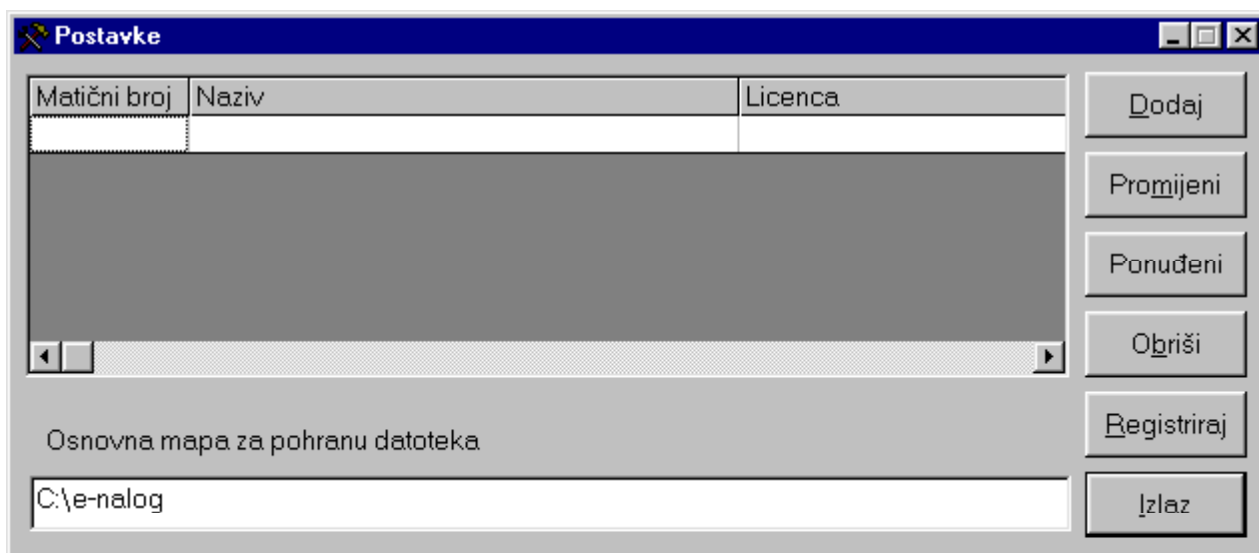 Postavke
Matični broj Naziv Licenca
Dodaj
Promijeni
Ponuđeni
Obriši
Registriraj
Osnovna mapa za pohranu datoteka
C:\e-nalog
Izlaz